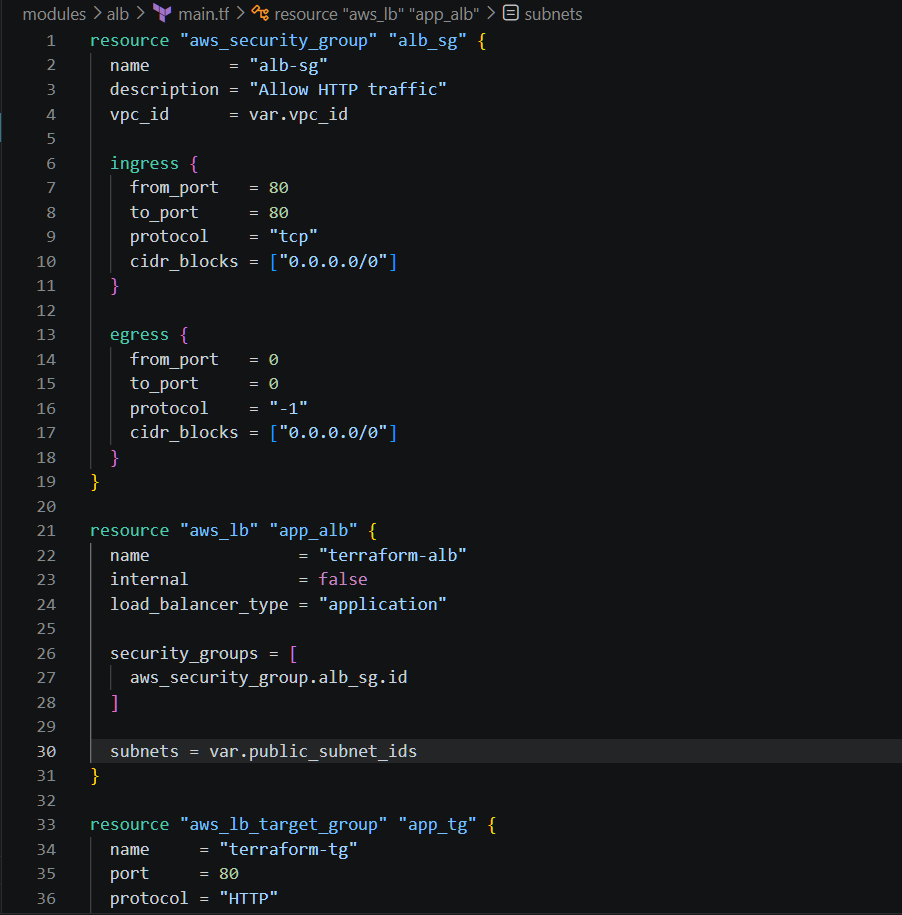 modules > alb > main.tf > resource "aws_lb" "app_alb" > subnets
1 resource "aws_security_group" "alb_sg" {
2   name        = "alb-sg"
3   description = "Allow HTTP traffic"
4   vpc_id      = var.vpc_id
5
6   ingress {
7     from_port   = 80
8     to_port     = 80
9     protocol    = "tcp"
10     cidr_blocks = ["0.0.0.0/0"]
11   }
12
13   egress {
14     from_port   = 0
15     to_port     = 0
16     protocol    = "-1"
17     cidr_blocks = ["0.0.0.0/0"]
18   }
19 }
20
21 resource "aws_lb" "app_alb" {
22   name               = "terraform-alb"
23   internal           = false
24   load_balancer_type = "application"
25
26   security_groups = [
27     aws_security_group.alb_sg.id
28   ]
29
30   subnets = var.public_subnet_ids
31 }
32
33 resource "aws_lb_target_group" "app_tg" {
34   name     = "terraform-tg"
35   port     = 80
36   protocol = "HTTP"